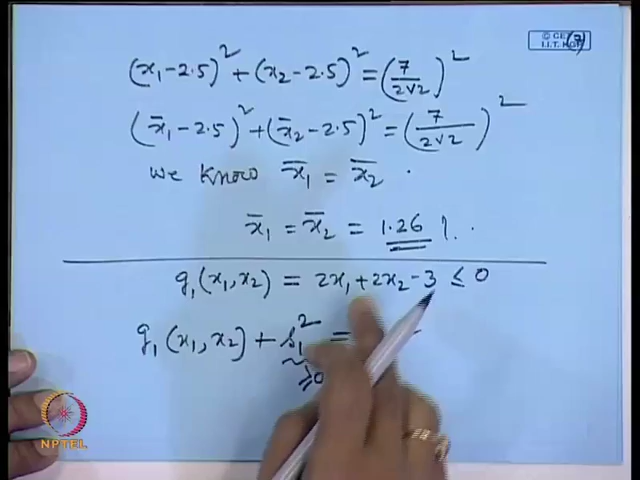 © CET
I.I.T. KGP
(7)
(x₁-2.5)² + (x₂-2.5)² = (7/2√2)²
(x̄₁-2.5)² + (x̄₂-2.5)² = (7/2√2)²
we know x̄₁ = x̄₂ .
x̄₁ = x̄₂ = 1.26
g₁(x₁,x₂) = 2x₁+2x₂-3 ≤ 0
g₁(x₁,x₂) + s₁² =
≥0
NPTEL